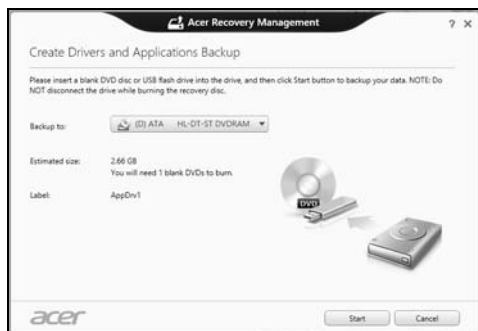 Acer Recovery Management
? ×
Create Drivers and Applications Backup
Please insert a blank DVD disc or USB flash drive into the drive, and then click Start button to backup your data. NOTE: Do
NOT disconnect the drive while burning the recovery disc.
Backup to: (D) ATA HL-DT-ST DVDRAM
Estimated size: 2.66 GB
You will need 1 blank DVDs to burn.
Label: AppDrv1
DVD
acer Start Cancel